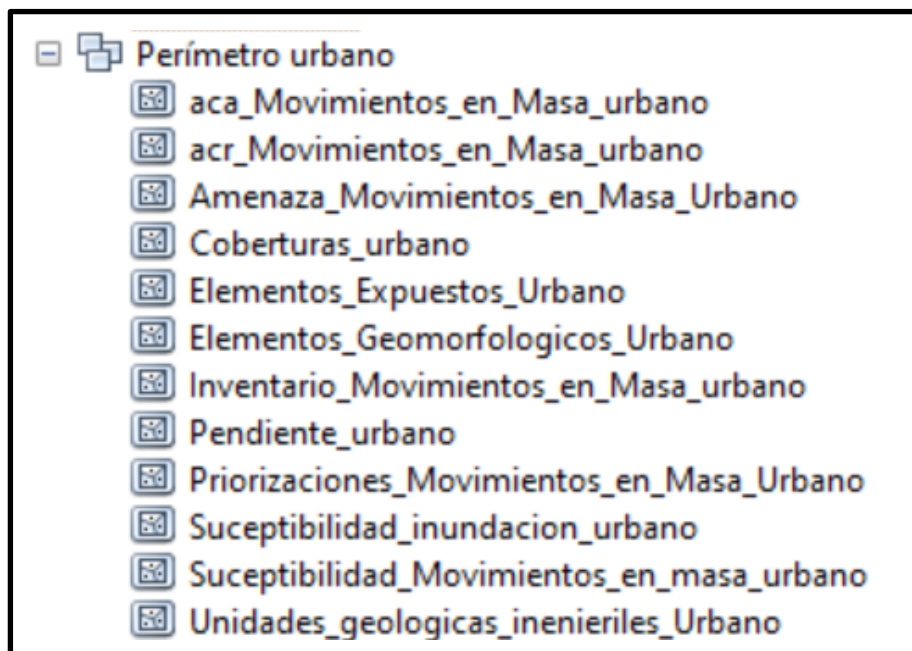 Perímetro urbano
aca_Movimientos_en_Masa_urbano
acr_Movimientos_en_Masa_urbano
Amenaza_Movimientos_en_Masa_Urbano
Coberturas_urbano
Elementos_Expuestos_Urbano
Elementos_Geomorfologicos_Urbano
Inventario_Movimientos_en_Masa_urbano
Pendiente_urbano
Priorizaciones_Movimientos_en_Masa_Urbano
Suceptibilidad_inundacion_urbano
Suceptibilidad_Movimientos_en_masa_urbano
Unidades_geologicas_inenieriles_Urbano